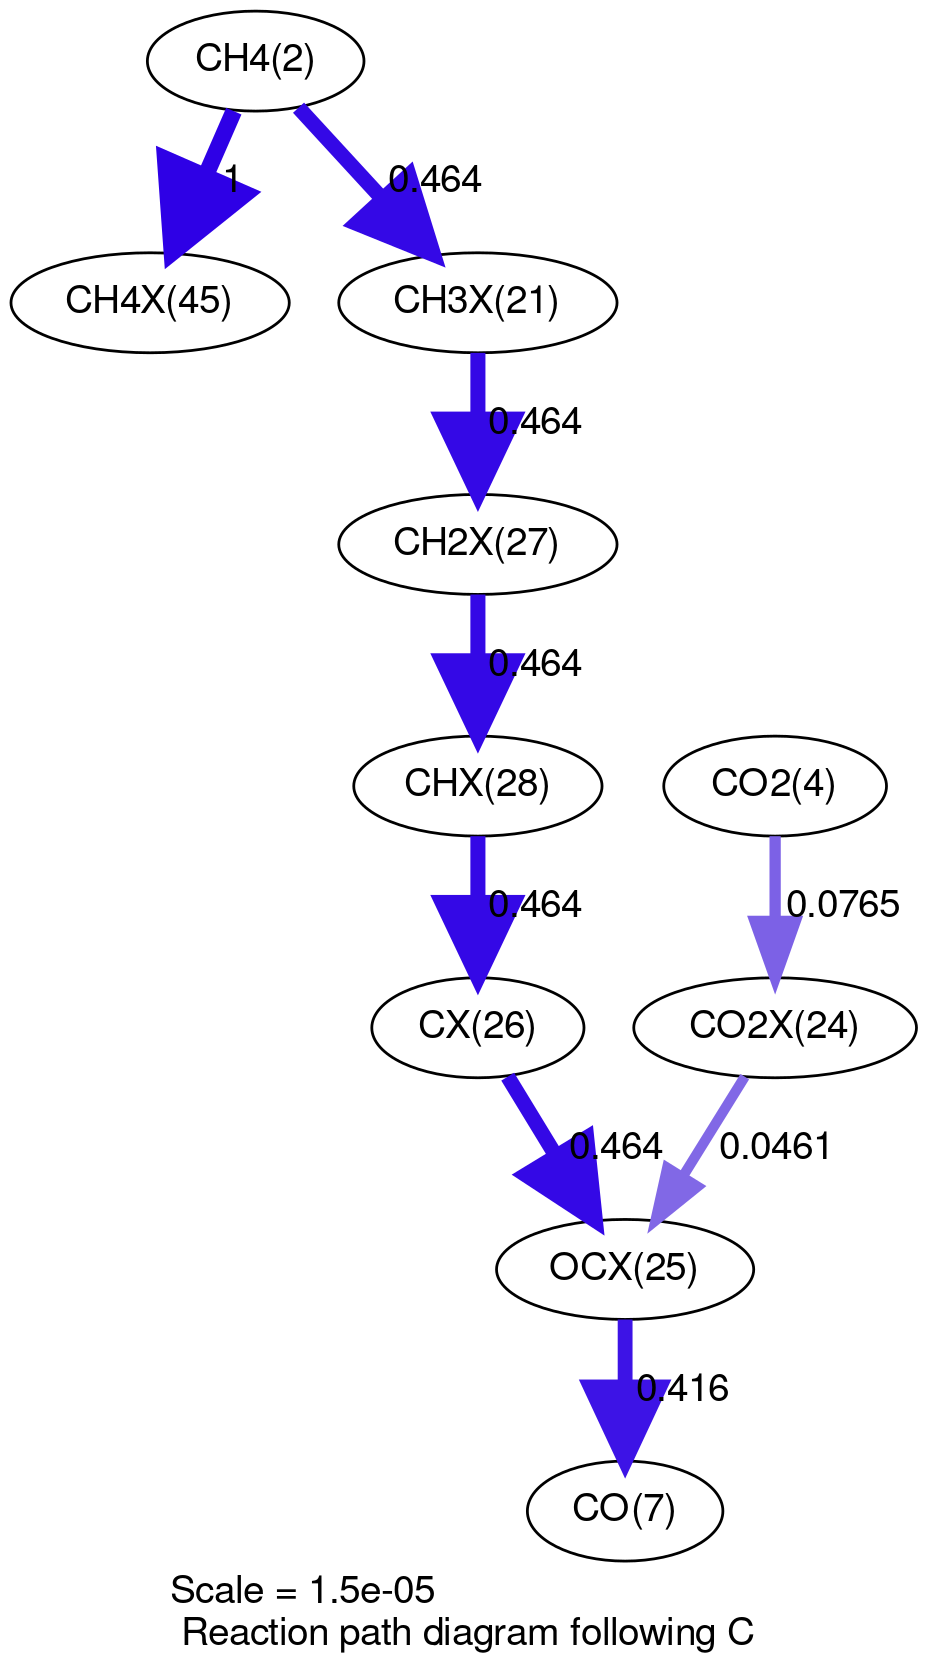 CH4(2)
1
0.464
CH4X(45)
CH3X(21)
0.464
CH2X(27)
0.464
CHX(28)
CO2(4)
0.464
0.0765
CX(26)
CO2X(24)
0.464
0.0461
OCX(25)
0.416
CO(7)
Scale = 1.5e-05
Reaction path diagram following C